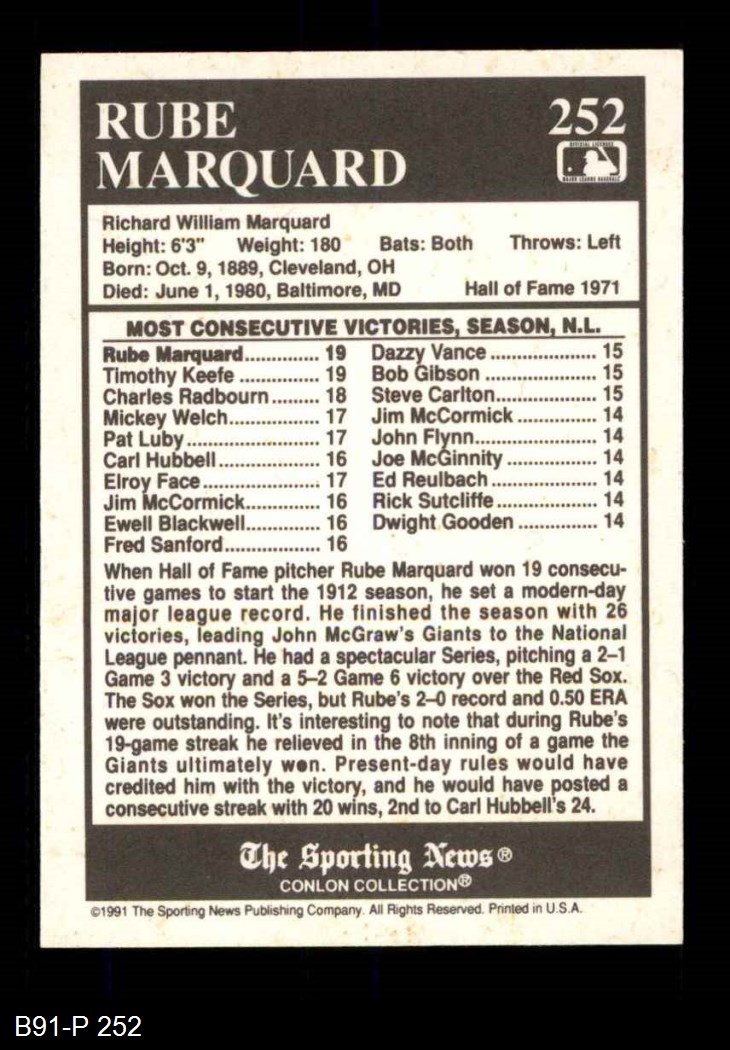 RUBE
MARQUARD
252
OFFICIAL LICENSEE
MAJOR LEAGUE BASEBALL
Richard William Marquard
Height: 6'3" Weight: 180 Bats: Both Throws: Left
Born: Oct. 9, 1889, Cleveland, OH
Died: June 1, 1980, Baltimore, MD Hall of Fame 1971
MOST CONSECUTIVE VICTORIES, SEASON, N.L.
Rube Marquard.............. 19
Timothy Keefe ............... 19
Charles Radbourn ......... 18
Mickey Welch................. 17
Pat Luby......................... 17
Carl Hubbell ................... 16
Elroy Face ...................... 17
Jim McCormick.............. 16
Ewell Blackwell.............. 16
Fred Sanford.................. 16
Dazzy Vance .................... 15
Bob Gibson ..................... 15
Steve Carlton................... 15
Jim McCormick ............... 14
John Flynn....................... 14
Joe McGinnity ................. 14
Ed Reulbach .................... 14
Rick Sutcliffe ................... 14
Dwight Gooden ............... 14
When Hall of Fame pitcher Rube Marquard won 19 consecu-
tive games to start the 1912 season, he set a modern-day
major league record. He finished the season with 26
victories, leading John McGraw's Giants to the National
League pennant. He had a spectacular Series, pitching a 2–1
Game 3 victory and a 5–2 Game 6 victory over the Red Sox.
The Sox won the Series, but Rube's 2–0 record and 0.50 ERA
were outstanding. It's interesting to note that during Rube's
19-game streak he relieved in the 8th inning of a game the
Giants ultimately won. Present-day rules would have
credited him with the victory, and he would have posted a
consecutive streak with 20 wins, 2nd to Carl Hubbell's 24.
The Sporting News®
CONLON COLLECTION®
©1991 The Sporting News Publishing Company. All Rights Reserved. Printed in U.S.A.
B91-P 252